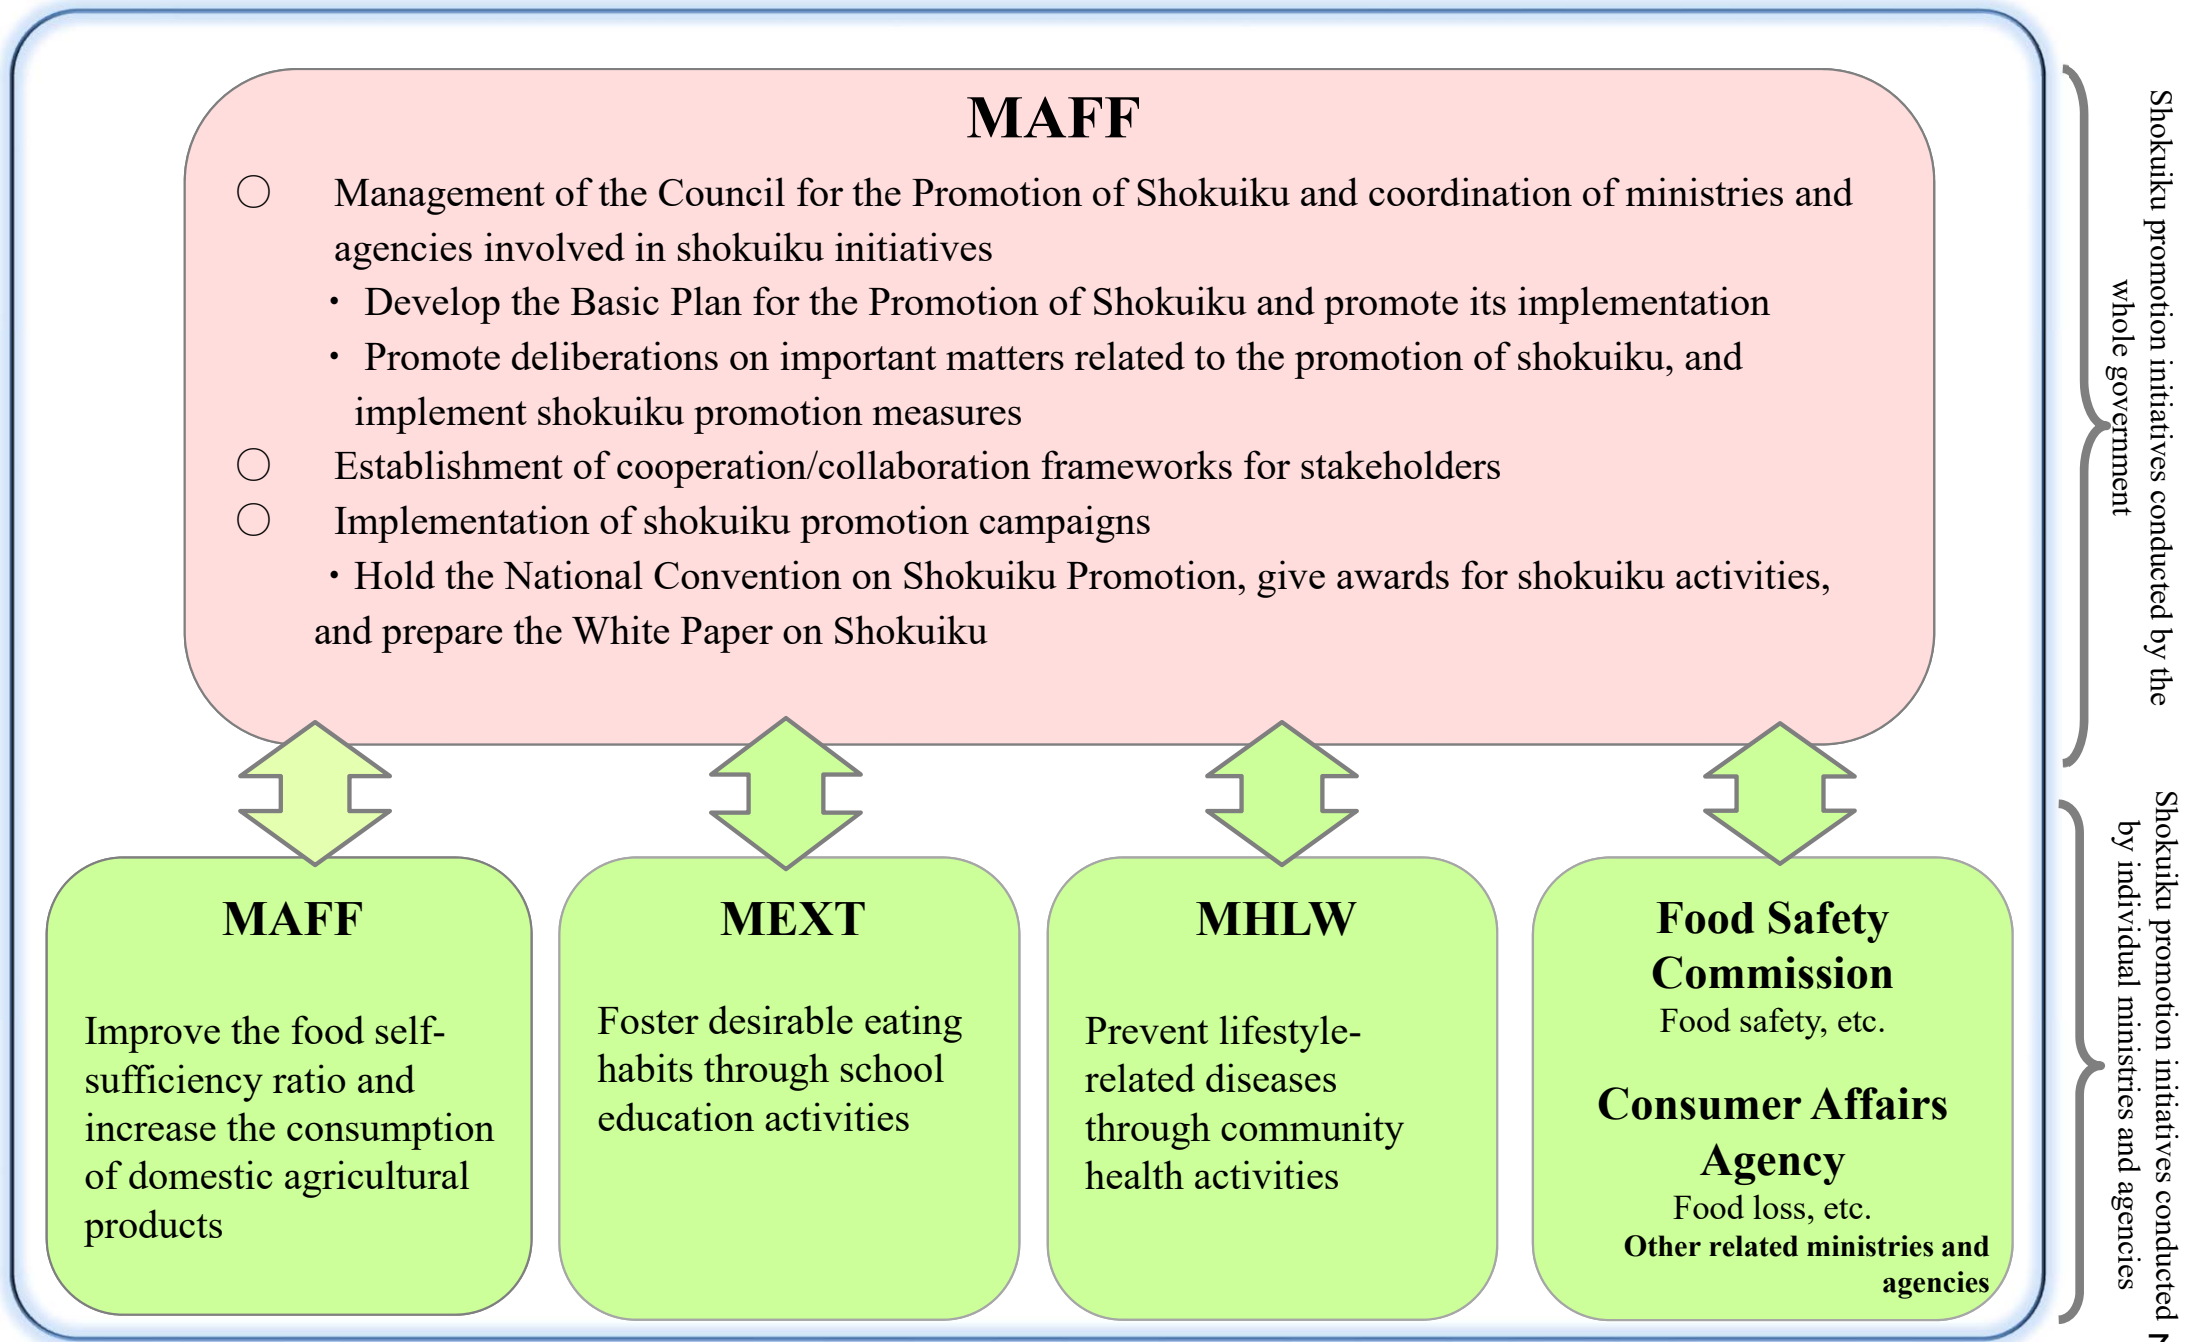 MAFF
○ Management of the Council for the Promotion of Shokuiku and coordination of ministries and
agencies involved in shokuiku initiatives
・ Develop the Basic Plan for the Promotion of Shokuiku and promote its implementation
・ Promote deliberations on important matters related to the promotion of shokuiku, and
implement shokuiku promotion measures
○ Establishment of cooperation/collaboration frameworks for stakeholders
○ Implementation of shokuiku promotion campaigns
・Hold the National Convention on Shokuiku Promotion, give awards for shokuiku activities,
and prepare the White Paper on Shokuiku
Shokuiku promotion initiatives conducted by the
whole government
MAFF
Improve the food self-
sufficiency ratio and
increase the consumption
of domestic agricultural
products
MEXT
Foster desirable eating
habits through school
education activities
MHLW
Prevent lifestyle-
related diseases
through community
health activities
Food Safety
Commission
Food safety, etc.
Consumer Affairs
Agency
Food loss, etc.
Other related ministries and
agencies
Shokuiku promotion initiatives conducted
by individual ministries and agencies